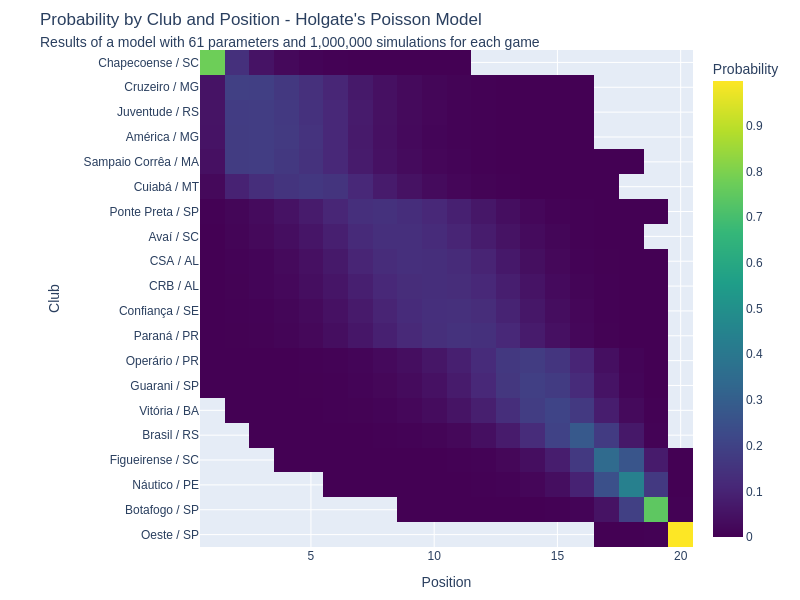 Probability by Club and Position - Holgate's Poisson Model
Results of a model with 61 parameters and 1,000,000 simulations for each game
Probability
Chapecoense / SC
Cruzeiro / MG
Juventude / RS
América / MG
Sampaio Corrêa / MA
Cuiabá / MT
Ponte Preta / SP
Avaí / SC
CSA / AL
CRB / AL
Confiança / SE
Paraná / PR
Operário / PR
Guarani / SP
Vitória / BA
Brasil / RS
Figueirense / SC
Náutico / PE
Botafogo / SP
Oeste / SP
Club
5
10
15
20
Position
0.9
0.8
0.7
0.6
0.5
0.4
0.3
0.2
0.1
0